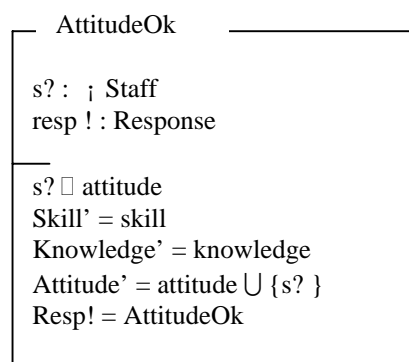 AttitudeOk
s? : ¡ Staff
resp ! : Response
s? □ attitude
Skill’ = skill
Knowledge’ = knowledge
Attitude’ = attitude ⋃ {s? }
Resp! = AttitudeOk